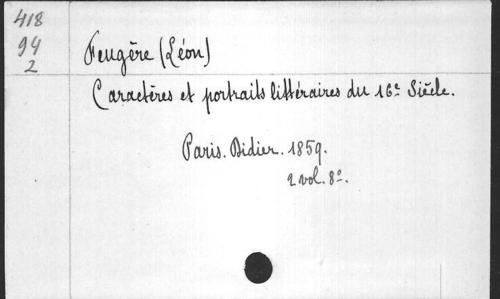 418
94
2
Feugère (Léon)
Caractères et portraits littéraires du 16e Siècle.
Paris. Didier. 1859.
2 vol. 8o.